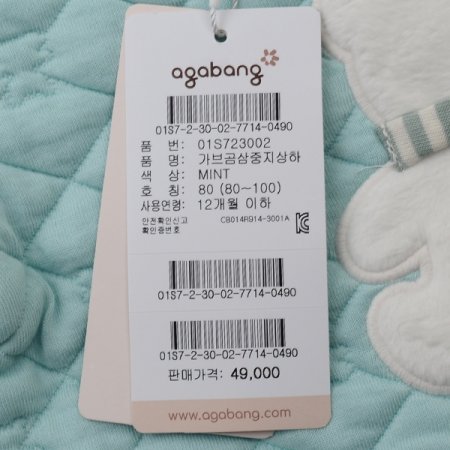 agabang
01S7-2-30-02-7714-0490
품 번: 01S723002
품 명: 가브곰삼중지상하
색 상: MINT
호 칭: 80 (80~100)
사용연령: 12개월 이하
안전확인신고
확인증번호 CB014R914-3001A
01S7-2-30-02-7714-0490
01S7-2-30-02-7714-0490
판매가격: 49,000
www.agabang.com